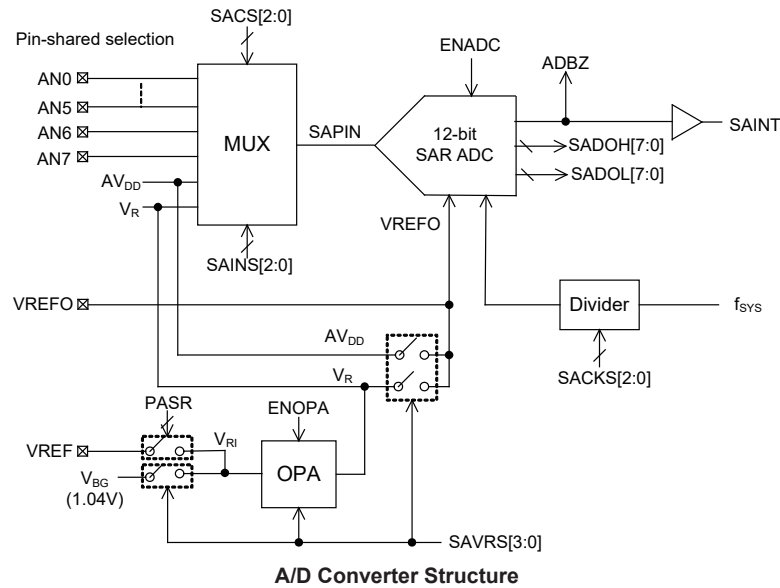 SACS[2:0]
Pin-shared selection
ENADC
ADBZ
AN0
AN5
AN6
AN7
MUX
SAPIN
12-bit
SAR ADC
SAINT
SADOH[7:0]
SADOL[7:0]
AVDD
VR
VREFO
SAINS[2:0]
VREFO
Divider
fSYS
AVDD
VR
SACKS[2:0]
PASR
ENOPA
VREF
VRI
OPA
VBG
(1.04V)
SAVRS[3:0]
A/D Converter Structure